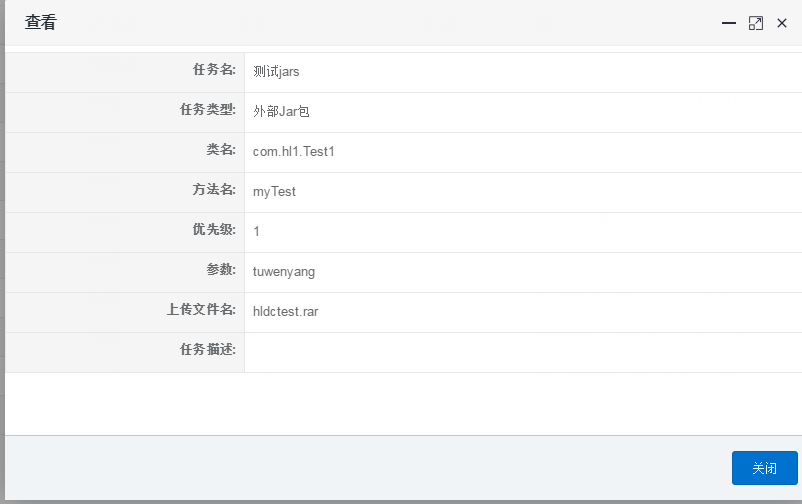 查看
任务名: 测试jars
任务类型: 外部Jar包
类名: com.hl1.Test1
方法名: myTest
优先级: 1
参数: tuwenyang
上传文件名: hldctest.rar
任务描述:
关闭